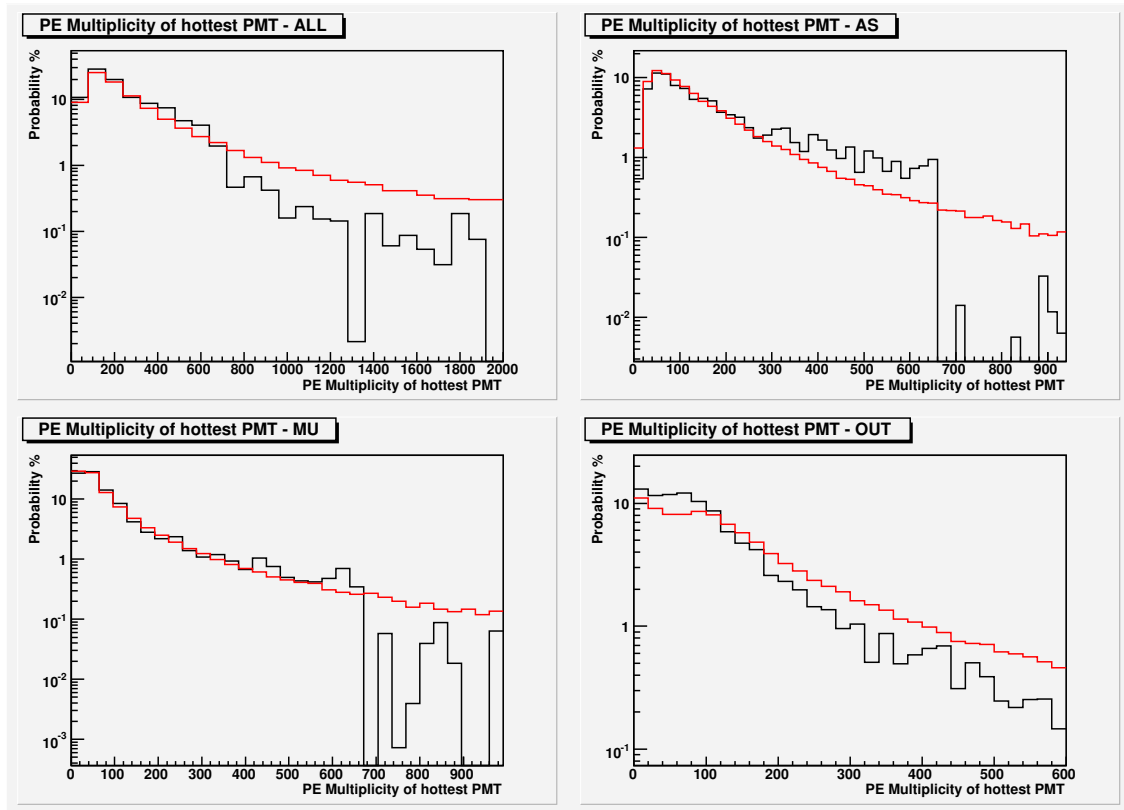 PE Multiplicity of hottest PMT - ALL
Probability %
10
1
10-1
10-2
0 200 400 600 800 1000 1200 1400 1600 1800 2000
PE Multiplicity of hottest PMT
PE Multiplicity of hottest PMT - AS
Probability %
10
1
10-1
10-2
0 100 200 300 400 500 600 700 800 900
PE Multiplicity of hottest PMT
PE Multiplicity of hottest PMT - MU
Probability %
10
1
10-1
10-2
10-3
0 100 200 300 400 500 600 700 800 900
PE Multiplicity of hottest PMT
PE Multiplicity of hottest PMT - OUT
Probability %
10
1
10-1
0 100 200 300 400 500 600
PE Multiplicity of hottest PMT